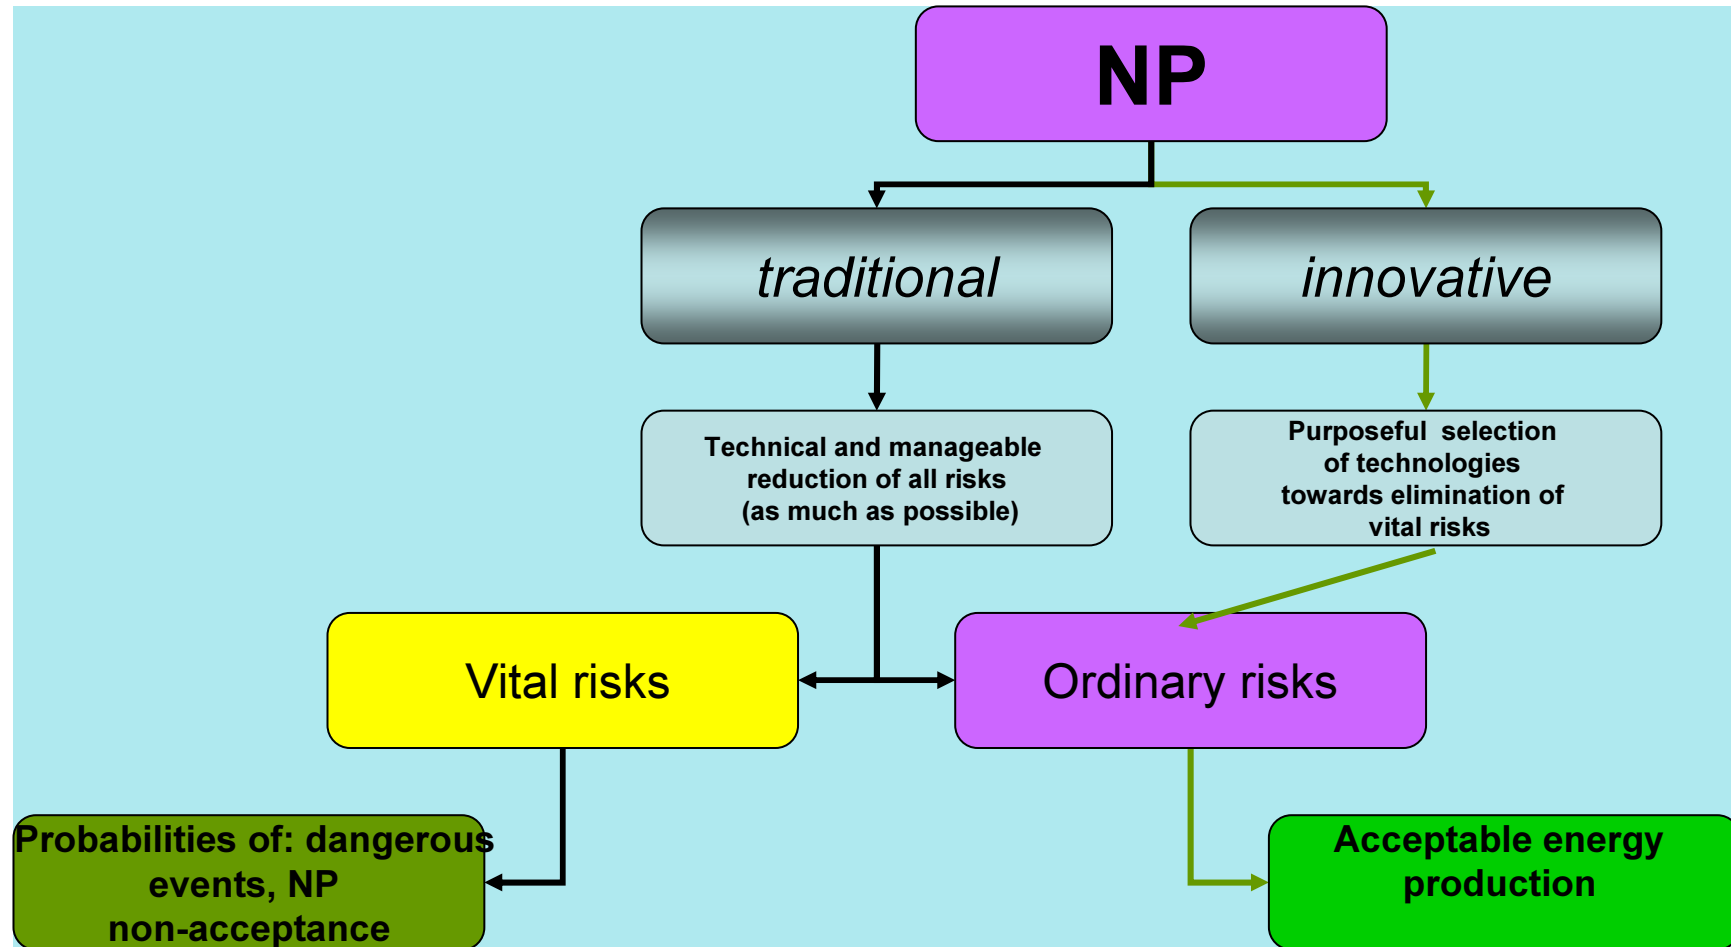 NP
traditional
innovative
Technical and manageable
reduction of all risks
(as much as possible)
Purposeful selection
of technologies
towards elimination of
vital risks
Vital risks
Ordinary risks
Probabilities of: dangerous
events, NP
non-acceptance
Acceptable energy
production